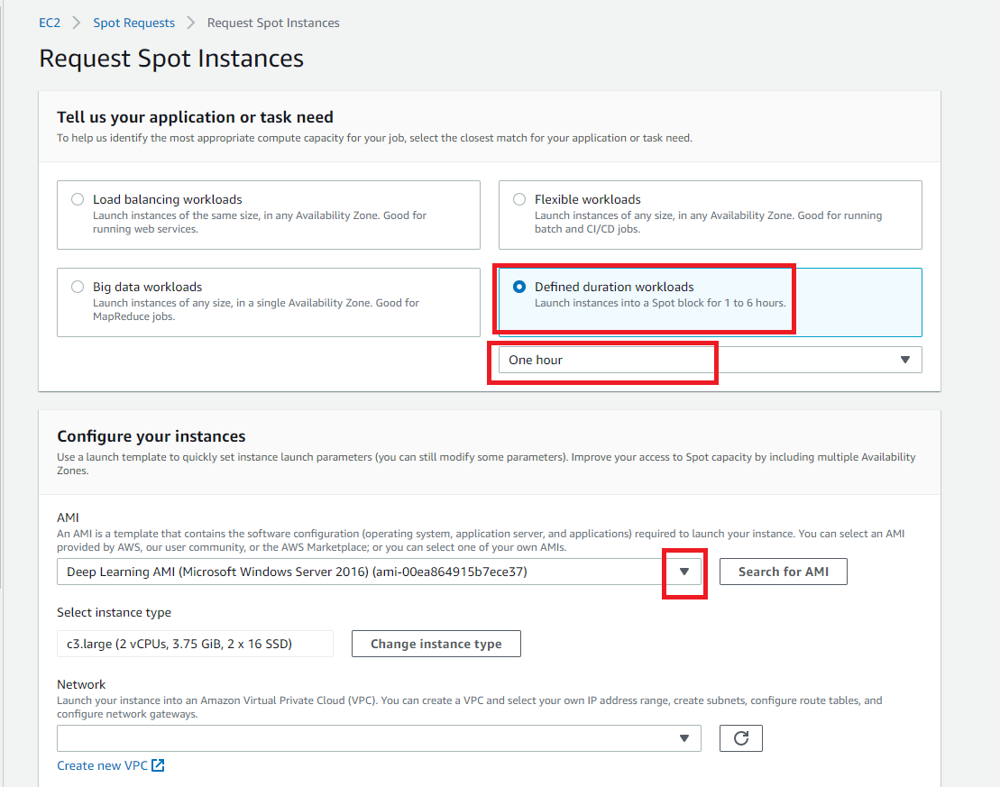 EC2 > Spot Requests > Request Spot Instances
Request Spot Instances
Tell us your application or task need
To help us identify the most appropriate compute capacity for your job, select the closest match for your application or task need.
Load balancing workloads
Launch instances of the same size, in any Availability Zone. Good for
running web services.
Flexible workloads
Launch instances of any size, in any Availability Zone. Good for running
batch and CI/CD jobs.
Big data workloads
Launch instances of any size, in a single Availability Zone. Good for
MapReduce jobs.
Defined duration workloads
Launch instances into a Spot block for 1 to 6 hours.
One hour
Configure your instances
Use a launch template to quickly set instance launch parameters (you can still modify some parameters). Improve your access to Spot capacity by including multiple Availability
Zones.
AMI
An AMI is a template that contains the software configuration (operating system, application server, and applications) required to launch your instance. You can select an AMI
provided by AWS, our user community, or the AWS Marketplace; or you can select one of your own AMIs.
Deep Learning AMI (Microsoft Windows Server 2016) (ami-00ea864915b7ece37)
Search for AMI
Select instance type
c3.large (2 vCPUs, 3.75 GiB, 2 x 16 SSD)
Change instance type
Network
Launch your instance into an Amazon Virtual Private Cloud (VPC). You can create a VPC and select your own IP address range, create subnets, configure route tables, and
configure network gateways.
Create new VPC